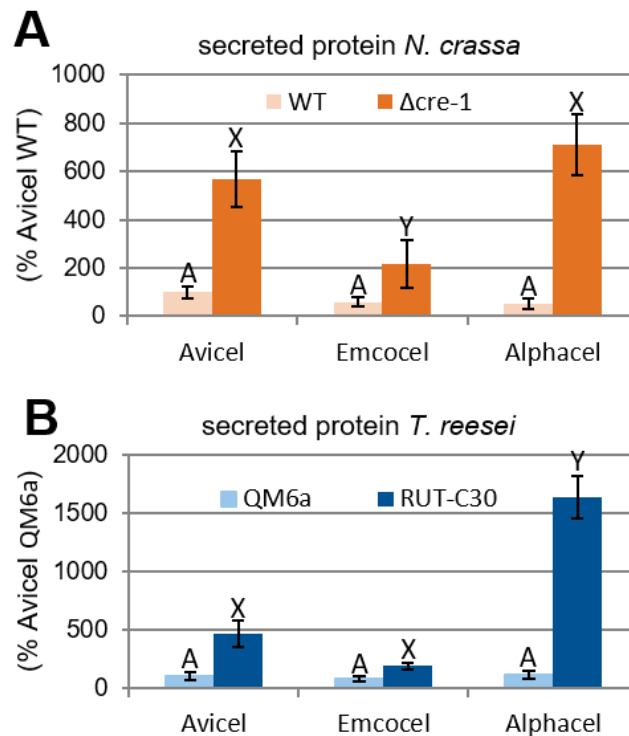 A
secreted protein N. crassa
(% Avicel WT)
1000
800
600
400
200
0
WT Δcre-1
A X A Y A X
Avicel Emcocel Alphacel
B
secreted protein T. reesei
(% Avicel QM6a)
2000
1500
1000
500
0
QM6a RUT-C30
A X A X A Y
Avicel Emcocel Alphacel